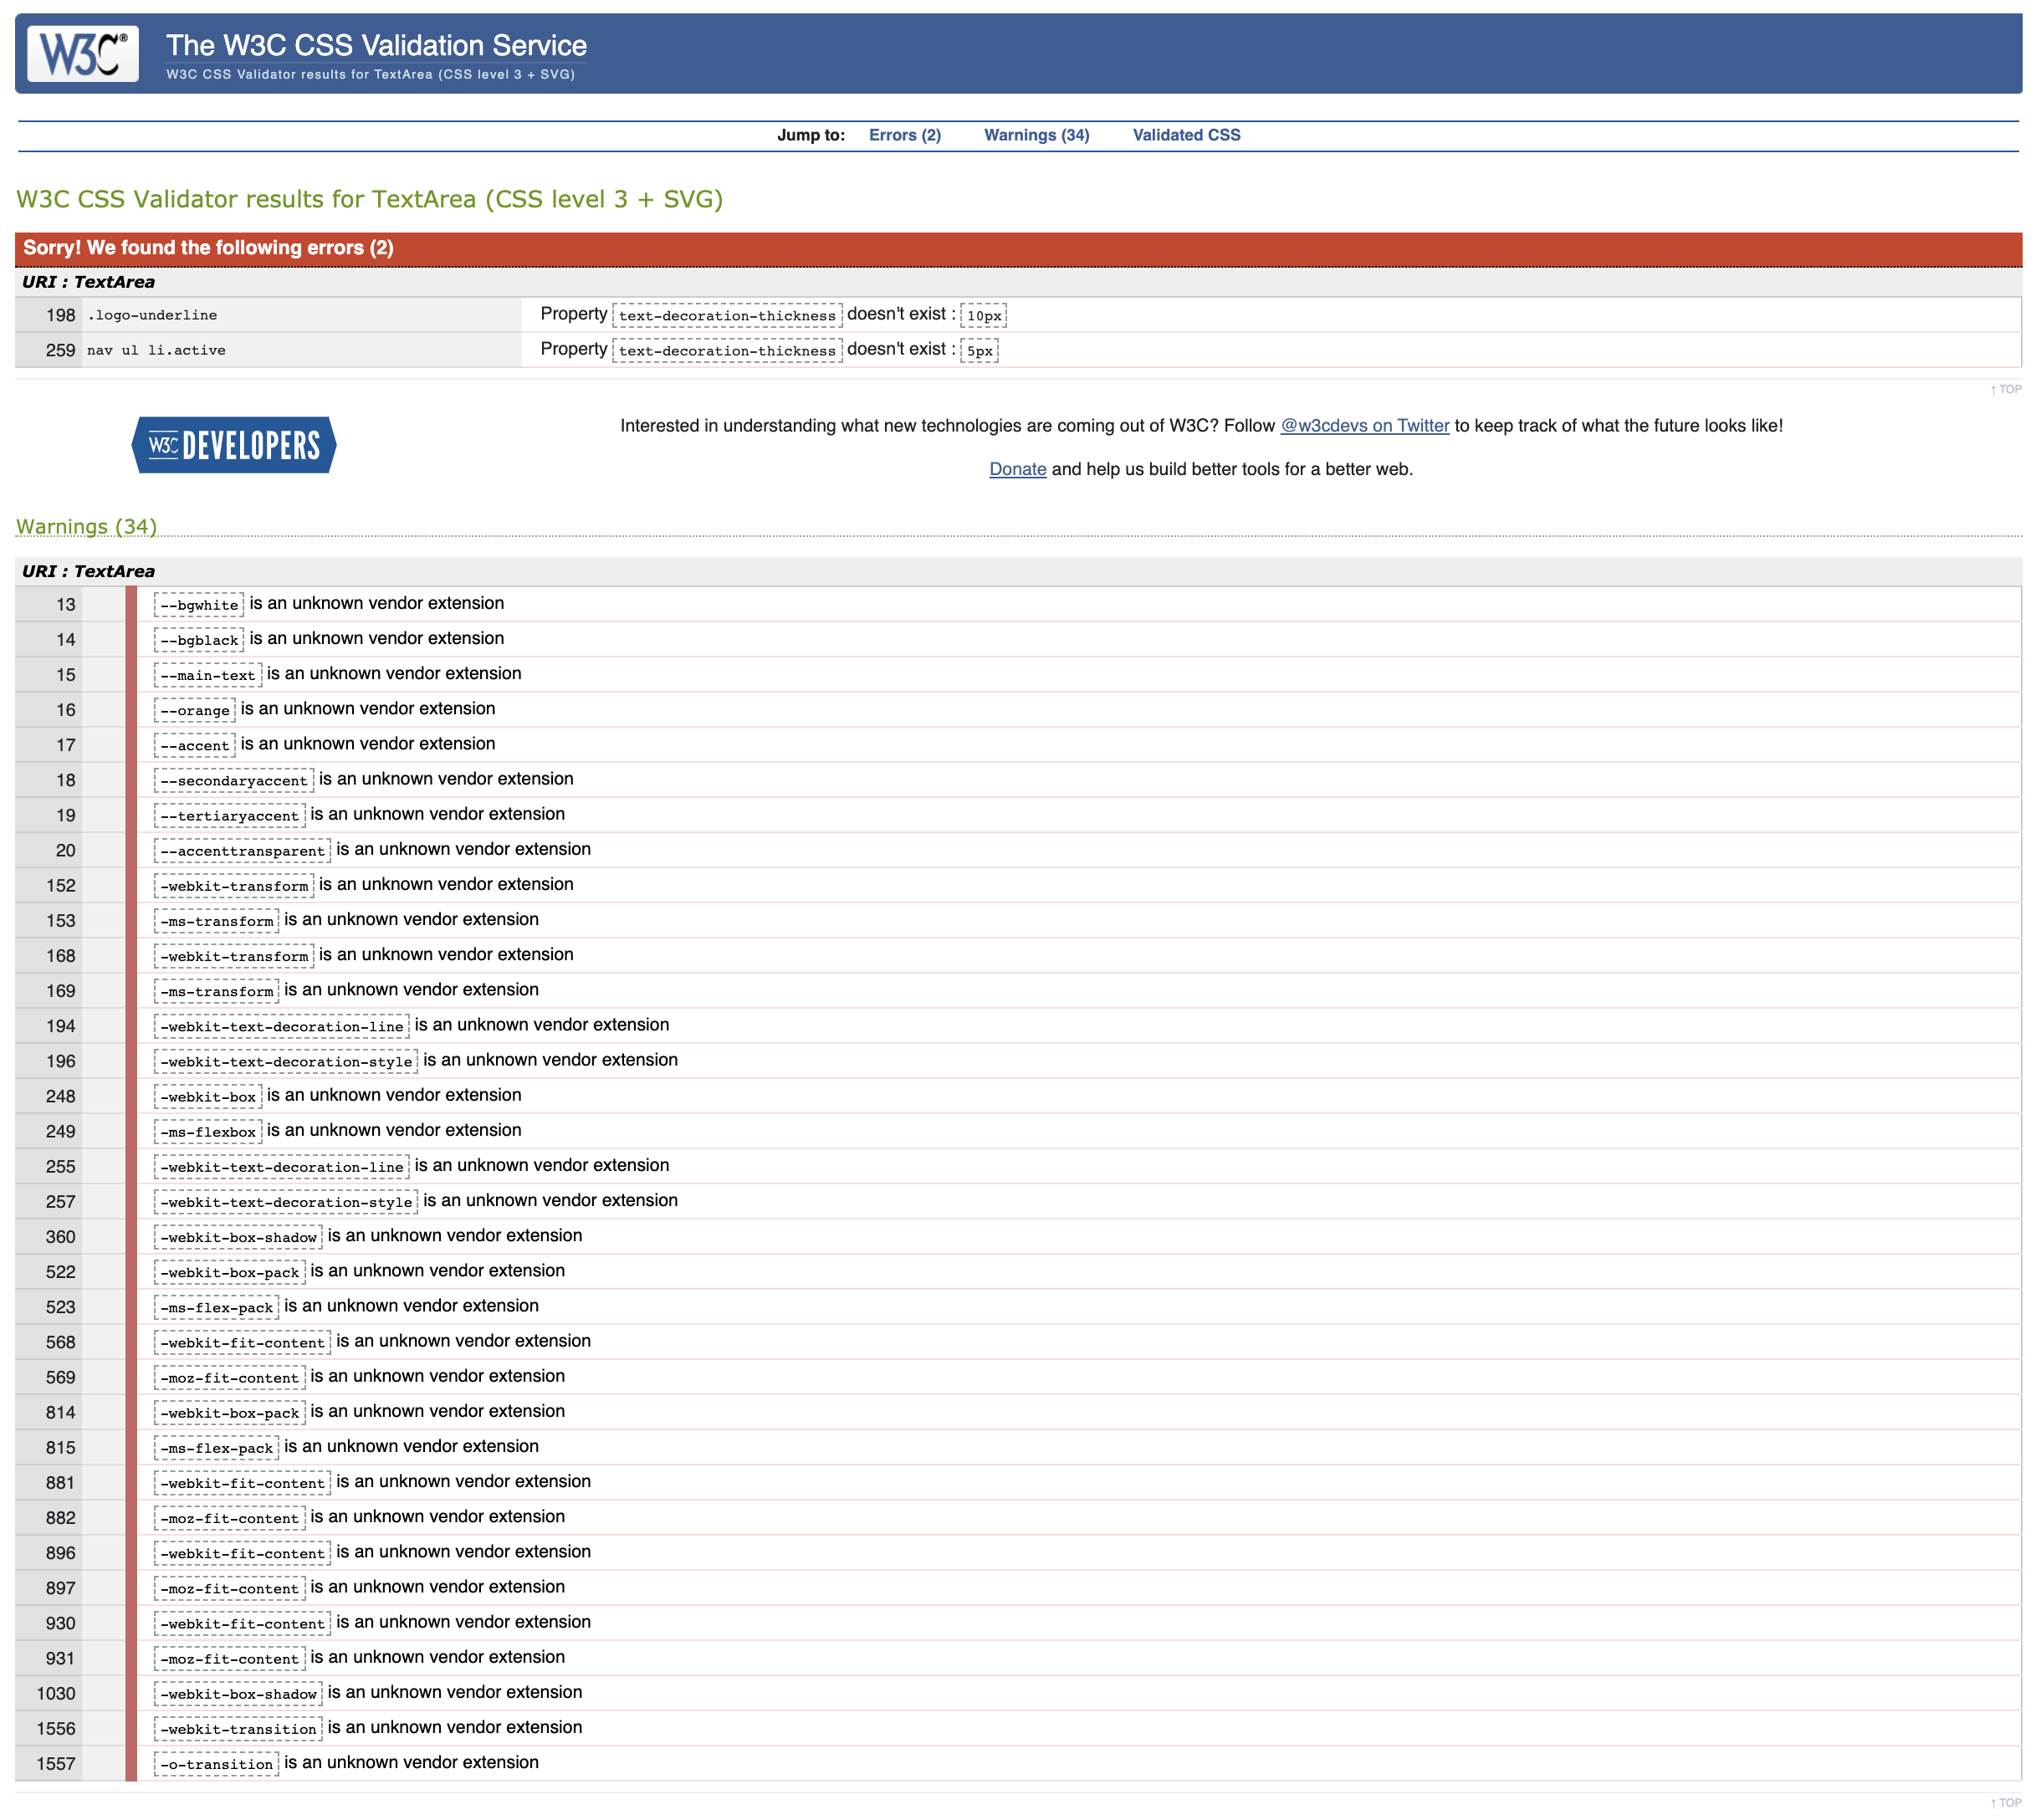 W3C®
The W3C CSS Validation Service
W3C CSS Validator results for TextArea (CSS level 3 + SVG)
Jump to: Errors (2) Warnings (34) Validated CSS
W3C CSS Validator results for TextArea (CSS level 3 + SVG)
Sorry! We found the following errors (2)
URI : TextArea
198 .logo-underline Property text-decoration-thickness doesn't exist : 10px
259 nav ul li.active Property text-decoration-thickness doesn't exist : 5px
↑ TOP
W3C DEVELOPERS
Interested in understanding what new technologies are coming out of W3C? Follow @w3cdevs on Twitter to keep track of what the future looks like!
Donate and help us build better tools for a better web.
Warnings (34)
URI : TextArea
13 --bgwhite is an unknown vendor extension
14 --bgblack is an unknown vendor extension
15 --main-text is an unknown vendor extension
16 --orange is an unknown vendor extension
17 --accent is an unknown vendor extension
18 --secondaryaccent is an unknown vendor extension
19 --tertiaryaccent is an unknown vendor extension
20 --accenttransparent is an unknown vendor extension
152 -webkit-transform is an unknown vendor extension
153 -ms-transform is an unknown vendor extension
168 -webkit-transform is an unknown vendor extension
169 -ms-transform is an unknown vendor extension
194 -webkit-text-decoration-line is an unknown vendor extension
196 -webkit-text-decoration-style is an unknown vendor extension
248 -webkit-box is an unknown vendor extension
249 -ms-flexbox is an unknown vendor extension
255 -webkit-text-decoration-line is an unknown vendor extension
257 -webkit-text-decoration-style is an unknown vendor extension
360 -webkit-box-shadow is an unknown vendor extension
522 -webkit-box-pack is an unknown vendor extension
523 -ms-flex-pack is an unknown vendor extension
568 -webkit-fit-content is an unknown vendor extension
569 -moz-fit-content is an unknown vendor extension
814 -webkit-box-pack is an unknown vendor extension
815 -ms-flex-pack is an unknown vendor extension
881 -webkit-fit-content is an unknown vendor extension
882 -moz-fit-content is an unknown vendor extension
896 -webkit-fit-content is an unknown vendor extension
897 -moz-fit-content is an unknown vendor extension
930 -webkit-fit-content is an unknown vendor extension
931 -moz-fit-content is an unknown vendor extension
1030 -webkit-box-shadow is an unknown vendor extension
1556 -webkit-transition is an unknown vendor extension
1557 -o-transition is an unknown vendor extension
↑ TOP